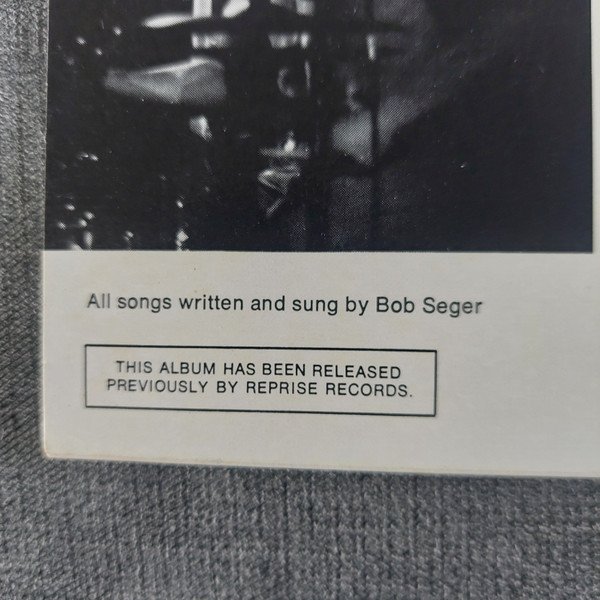 All songs written and sung by Bob Seger
THIS ALBUM HAS BEEN RELEASED
PREVIOUSLY BY REPRISE RECORDS.